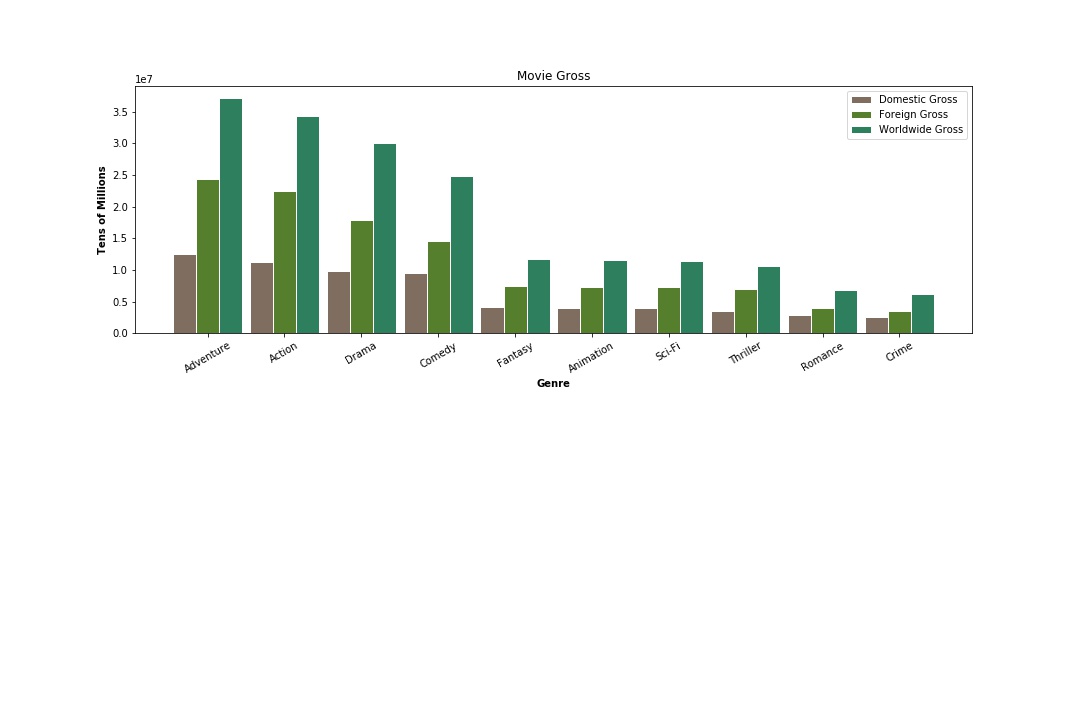 Movie Gross
1e7
Domestic Gross
Foreign Gross
Worldwide Gross
3.5
3.0
2.5
2.0
1.5
1.0
0.5
0.0
Tens of Millions
Adventure
Action
Drama
Comedy
Fantasy
Animation
Sci-Fi
Thriller
Romance
Crime
Genre